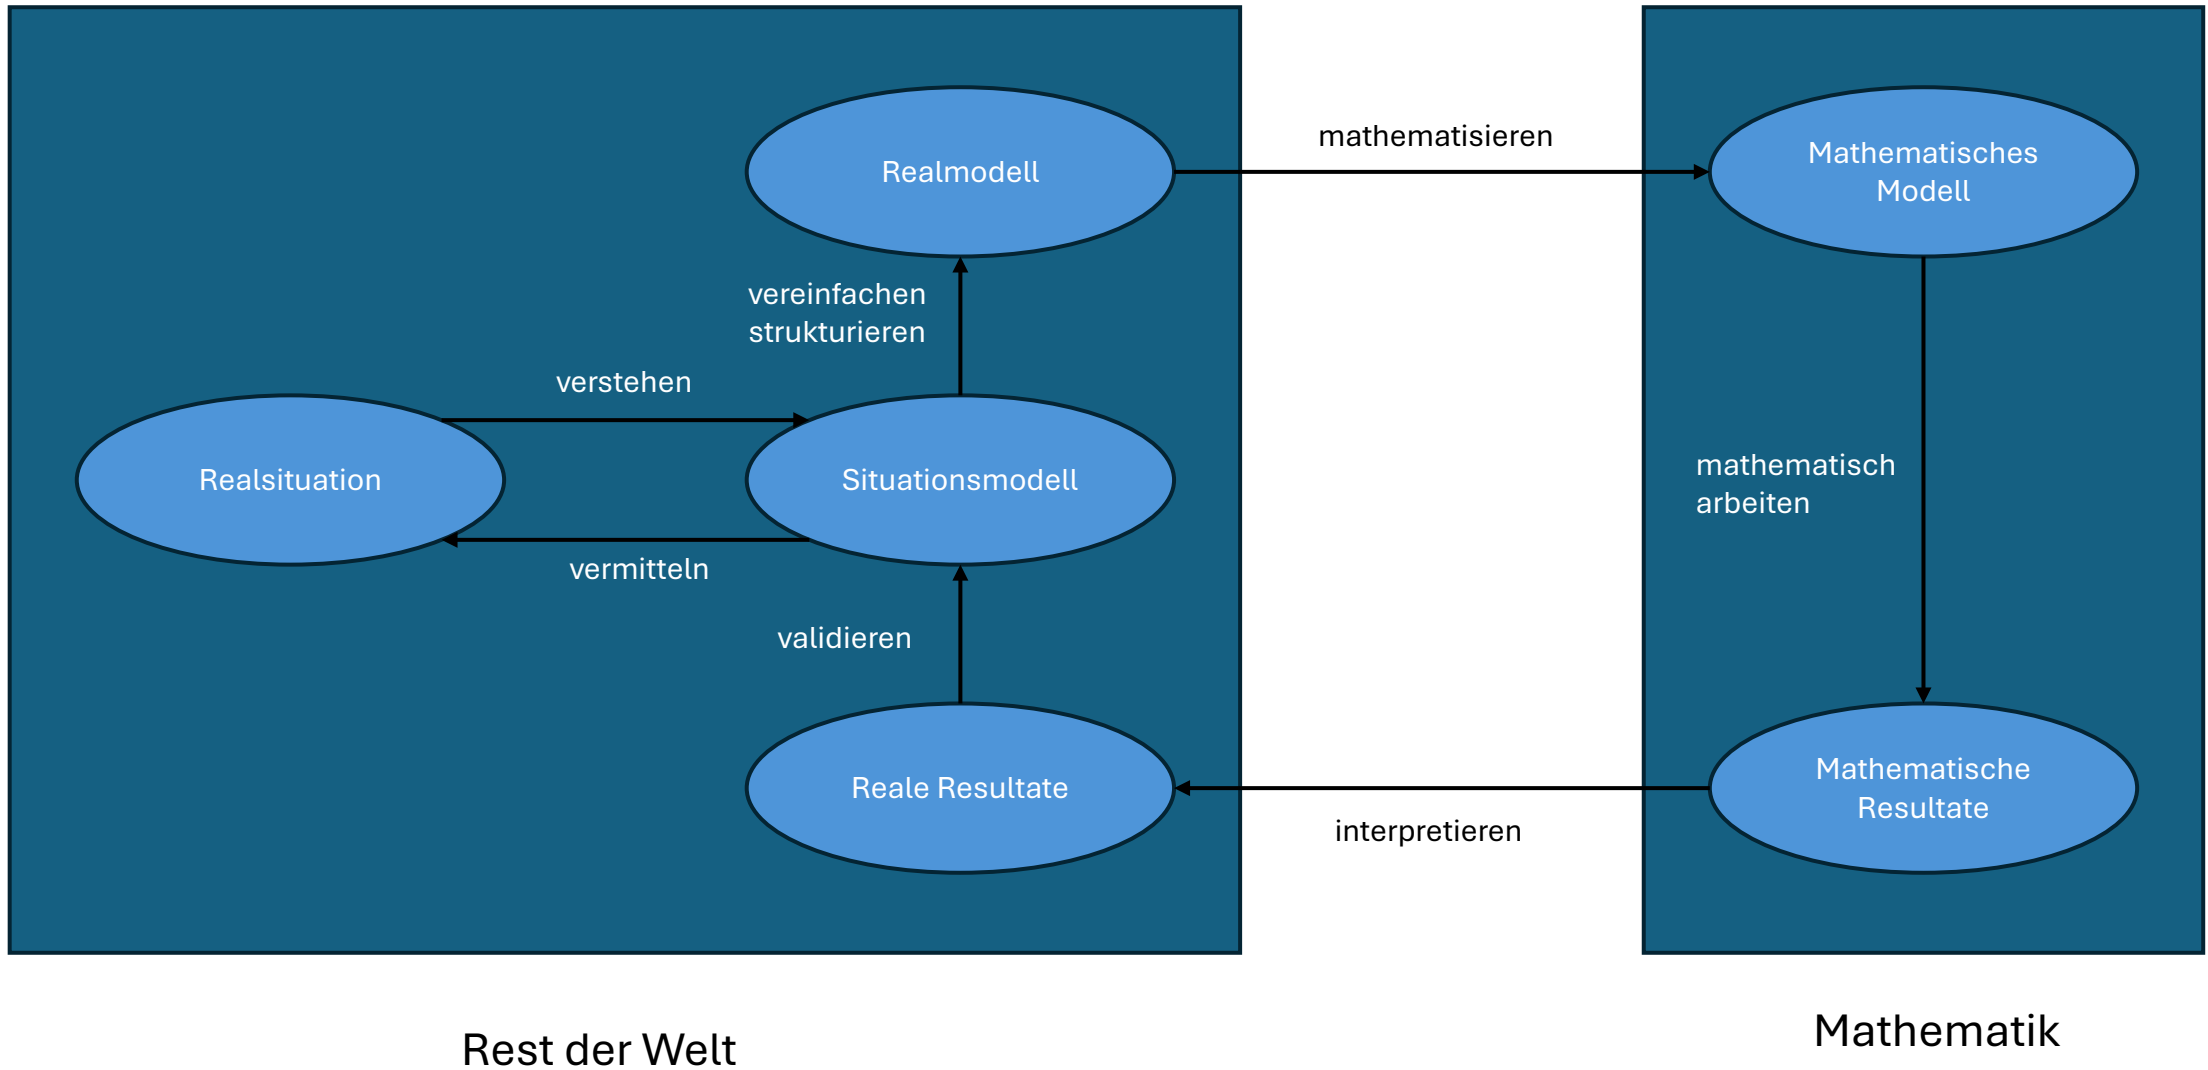 Realmodell
mathematisieren
Mathematisches
Modell
vereinfachen
strukturieren
verstehen
Realsituation
Situationsmodell
mathematisch
arbeiten
vermitteln
validieren
Reale Resultate
interpretieren
Mathematische
Resultate
Rest der Welt
Mathematik